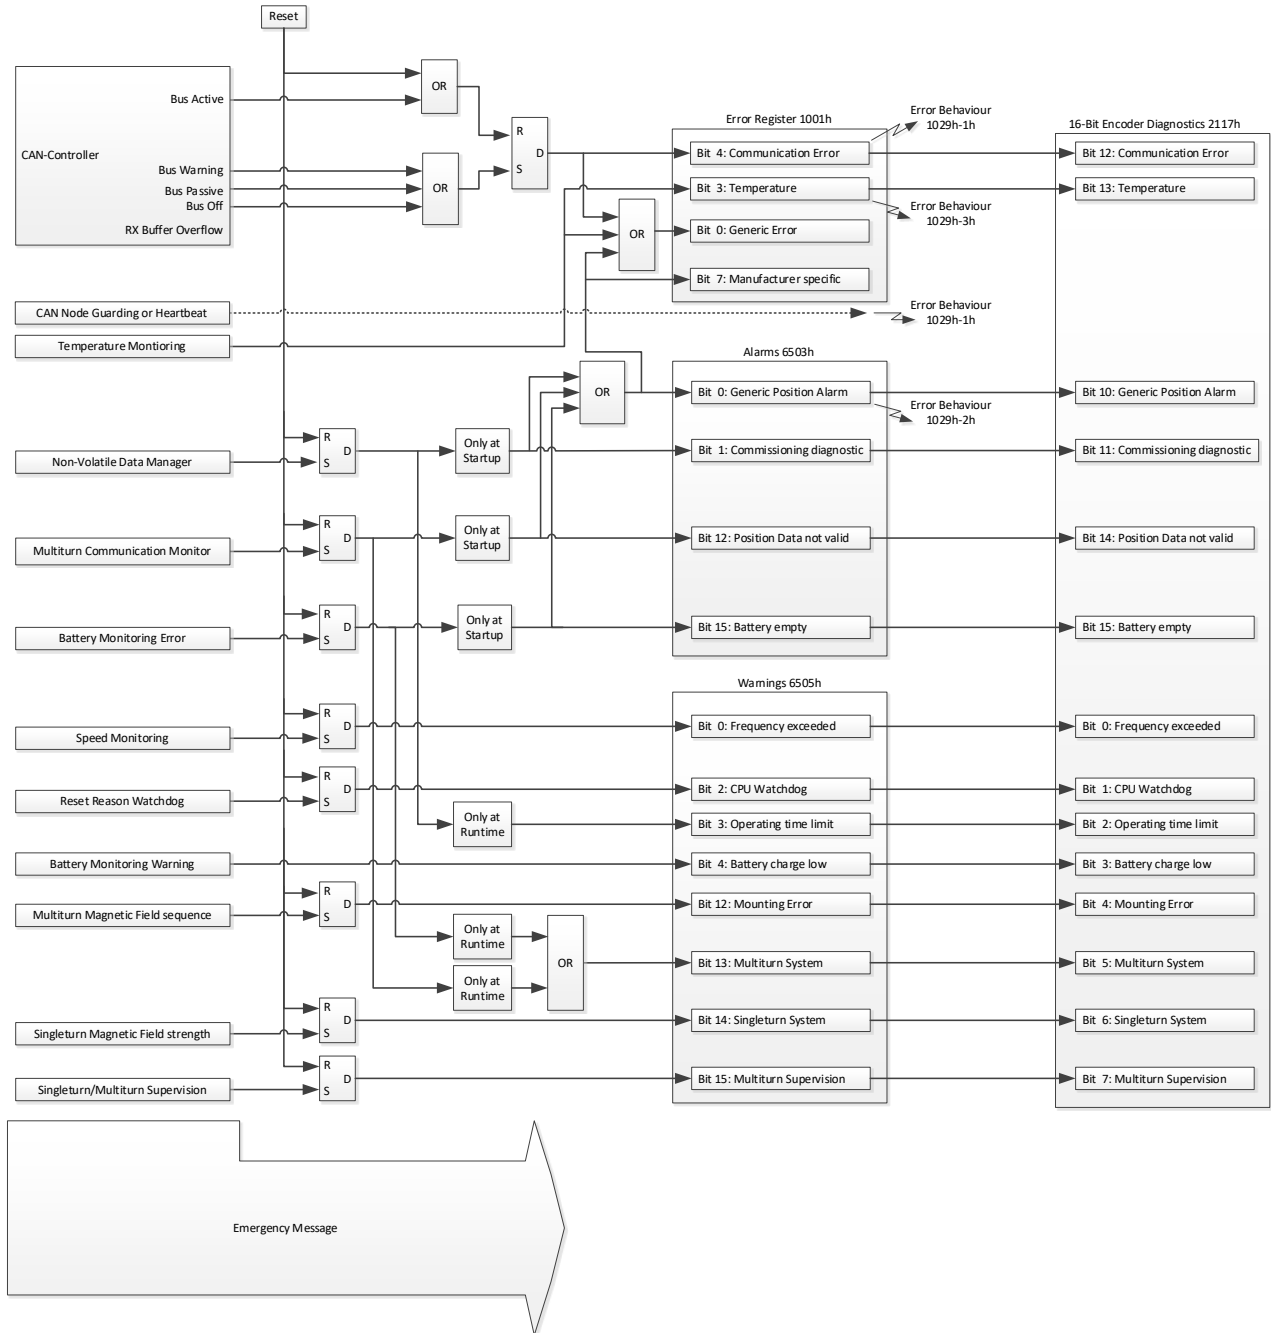 Reset
OR
Bus Active
Error Behaviour
1029h-1h
Error Register 1001h
16-Bit Encoder Diagnostics 2117h
R
D
S
CAN-Controller
Bit 4: Communication Error
Bit 12: Communication Error
Bus Warning
Bus Passive
Bus Off
OR
Bit 3: Temperature
Bit 13: Temperature
Error Behaviour
1029h-3h
RX Buffer Overflow
OR
Bit 0: Generic Error
Bit 7: Manufacturer specific
CAN Node Guarding or Heartbeat
Error Behaviour
1029h-1h
Temperature Montioring
Alarms 6503h
OR
Bit 0: Generic Position Alarm
Bit 10: Generic Position Alarm
Error Behaviour
1029h-2h
Non-Volatile Data Manager
R
S
D
Only at
Startup
Bit 1: Commissioning diagnostic
Bit 11: Commissioning diagnostic
Multiturn Communication Monitor
R
S
D
Only at
Startup
Bit 12: Position Data not valid
Bit 14: Position Data not valid
Battery Monitoring Error
R
S
D
Only at
Startup
Bit 15: Battery empty
Bit 15: Battery empty
Warnings 6505h
Speed Monitoring
R
S
D
Bit 0: Frequency exceeded
Bit 0: Frequency exceeded
Reset Reason Watchdog
R
S
D
Bit 2: CPU Watchdog
Bit 1: CPU Watchdog
Only at
Runtime
Bit 3: Operating time limit
Bit 2: Operating time limit
Battery Monitoring Warning
Bit 4: Battery charge low
Bit 3: Battery charge low
Multiturn Magnetic Field sequence
R
S
D
Bit 12: Mounting Error
Bit 4: Mounting Error
Only at
Runtime
Only at
Runtime
OR
Bit 13: Multiturn System
Bit 5: Multiturn System
Singleturn Magnetic Field strength
R
S
D
Bit 14: Singleturn System
Bit 6: Singleturn System
Singleturn/Multiturn Supervision
R
S
D
Bit 15: Multiturn Supervision
Bit 7: Multiturn Supervision
Emergency Message